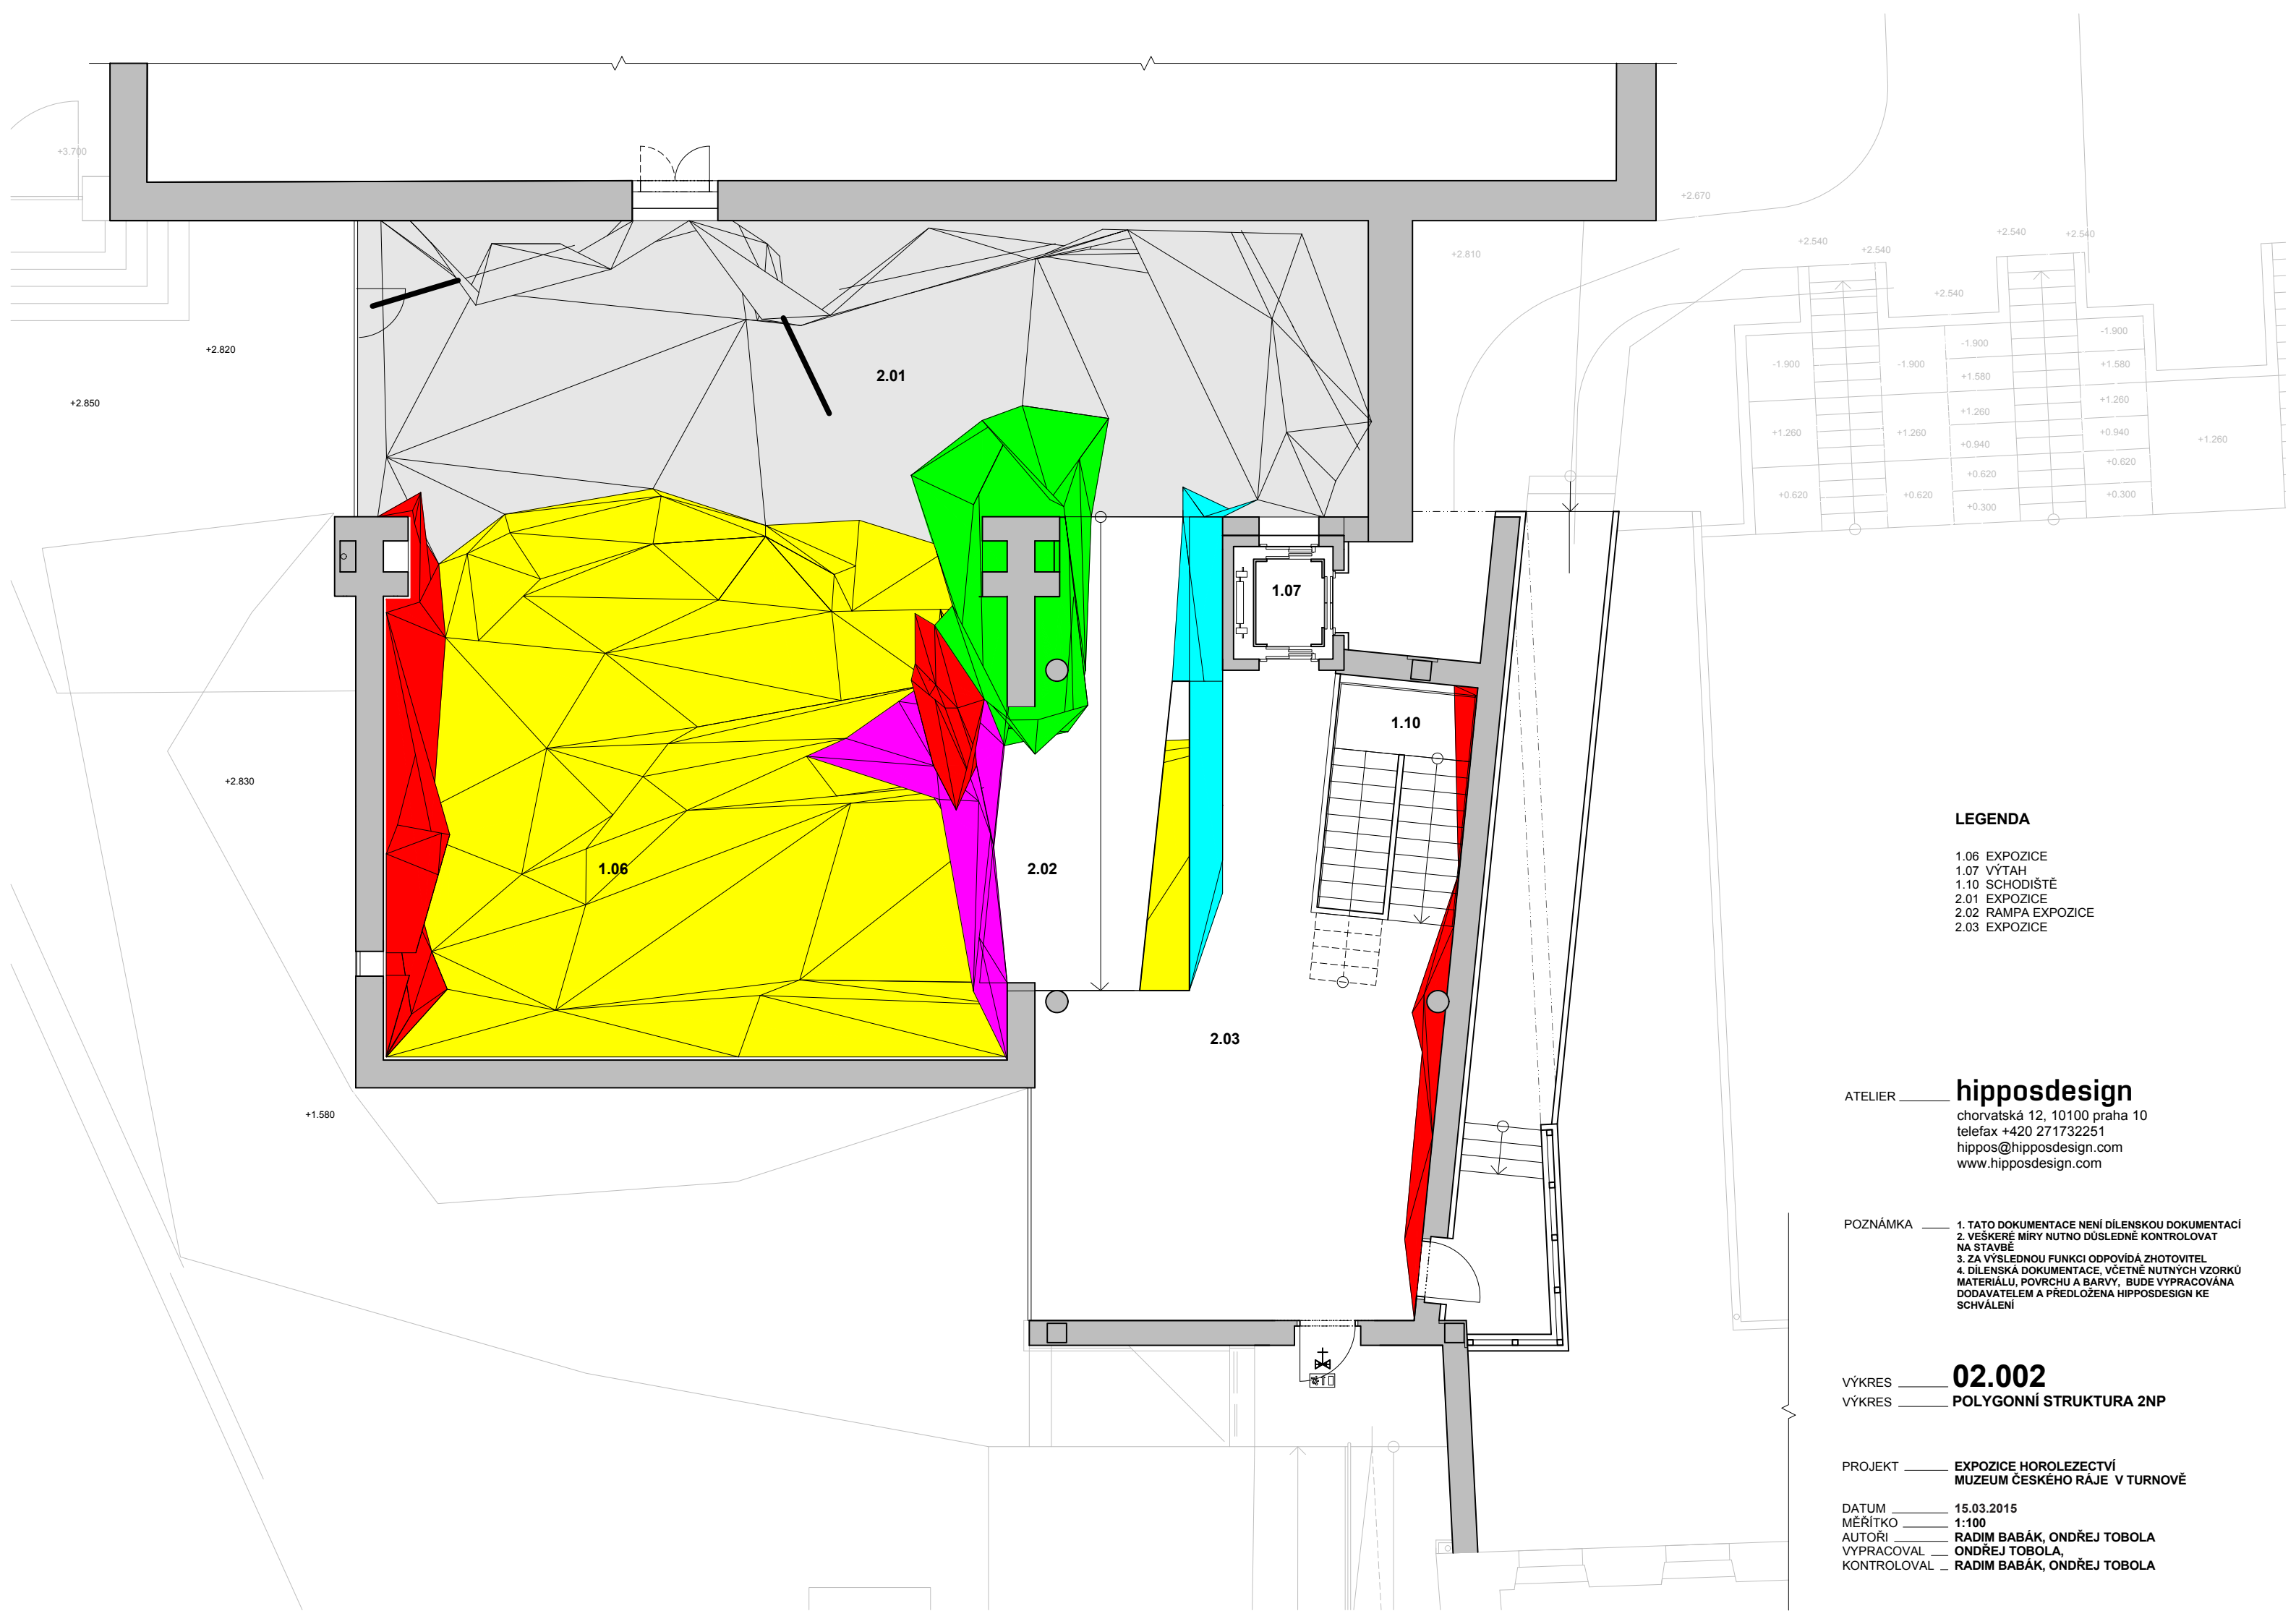 +3.700
+2.670
+2.810
+2.540
+2.540
+2.540
+2.540
+2.540
+2.820
+2.850
2.01
-1.900
-1.900
-1.900
-1.900
+1.580
+1.580
+1.260
+1.260
+1.260
+1.260
+1.260
+0.940
+0.940
+0.620
+0.620
+0.620
+0.620
+0.300
+0.300
1.07
1.10
+2.830
1.06
2.02
2.03
+1.580
LEGENDA
1.06 EXPOZICE
1.07 VÝTAH
1.10 SCHODIŠTĚ
2.01 EXPOZICE
2.02 RAMPA EXPOZICE
2.03 EXPOZICE
ATELIER hipposdesign
chorvatská 12, 10100 praha 10
telefax +420 271732251
hippos@hipposdesign.com
www.hipposdesign.com
POZNÁMKA 1. TATO DOKUMENTACE NENÍ DÍLENSKOU DOKUMENTACÍ
2. VEŠKERÉ MÍRY NUTNO DŮSLEDNĚ KONTROLOVAT
NA STAVBĚ
3. ZA VÝSLEDNOU FUNKCI ODPOVÍDÁ ZHOTOVITEL
4. DÍLENSKÁ DOKUMENTACE, VČETNĚ NUTNÝCH VZORKŮ
MATERIÁLU, POVRCHU A BARVY, BUDE VYPRACOVÁNA
DODAVATELEM A PŘEDLOŽENA HIPPOSDESIGN KE
SCHVÁLENÍ
VÝKRES 02.002
VÝKRES POLYGONNÍ STRUKTURA 2NP
PROJEKT EXPOZICE HOROLEZECTVÍ
MUZEUM ČESKÉHO RÁJE V TURNOVĚ
DATUM 15.03.2015
MĚŘÍTKO 1:100
AUTOŘI RADIM BABÁK, ONDŘEJ TOBOLA
VYPRACOVAL ONDŘEJ TOBOLA,
KONTROLOVAL RADIM BABÁK, ONDŘEJ TOBOLA